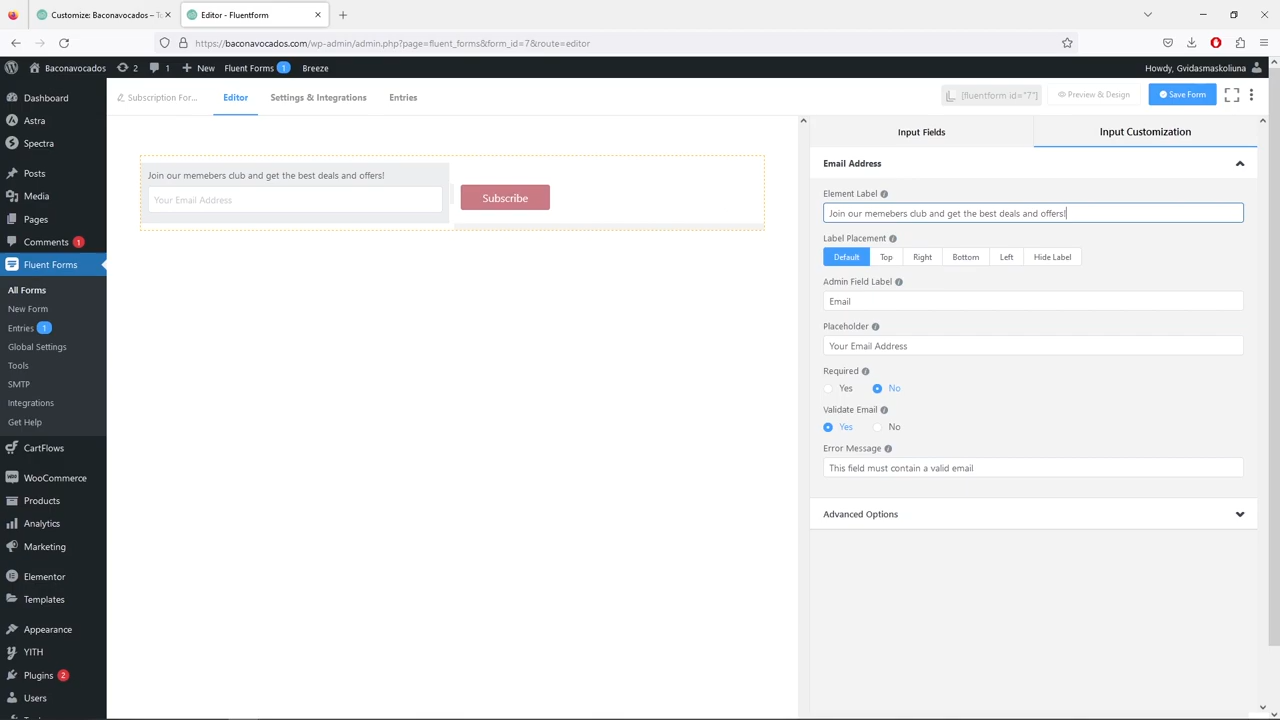 Customize: Baconavocados – To
Editor - Fluentform
https://baconavocados.com/wp-admin/admin.php?page=fluent_forms&form_id=7&route=editor
Baconavocados
2
1
New
Fluent Forms 1
Breeze
Howdy, Gvidasmaskoliuna
Dashboard
Astra
Spectra
Posts
Media
Pages
Comments 1
Fluent Forms
All Forms
New Form
Entries 1
Global Settings
Tools
SMTP
Integrations
Get Help
CartFlows
WooCommerce
Products
Analytics
Marketing
Elementor
Templates
Appearance
YITH
Plugins 2
Users
Subscription For...
Editor
Settings & Integrations
Entries
[fluentform id="7"]
Preview & Design
Save Form
Join our memebers club and get the best deals and offers!
Your Email Address
Subscribe
Input Fields
Input Customization
Email Address
Element Label
Join our memebers club and get the best deals and offers!
Label Placement
Default
Top
Right
Bottom
Left
Hide Label
Admin Field Label
Email
Placeholder
Your Email Address
Required
Yes
No
Validate Email
Yes
No
Error Message
This field must contain a valid email
Advanced Options